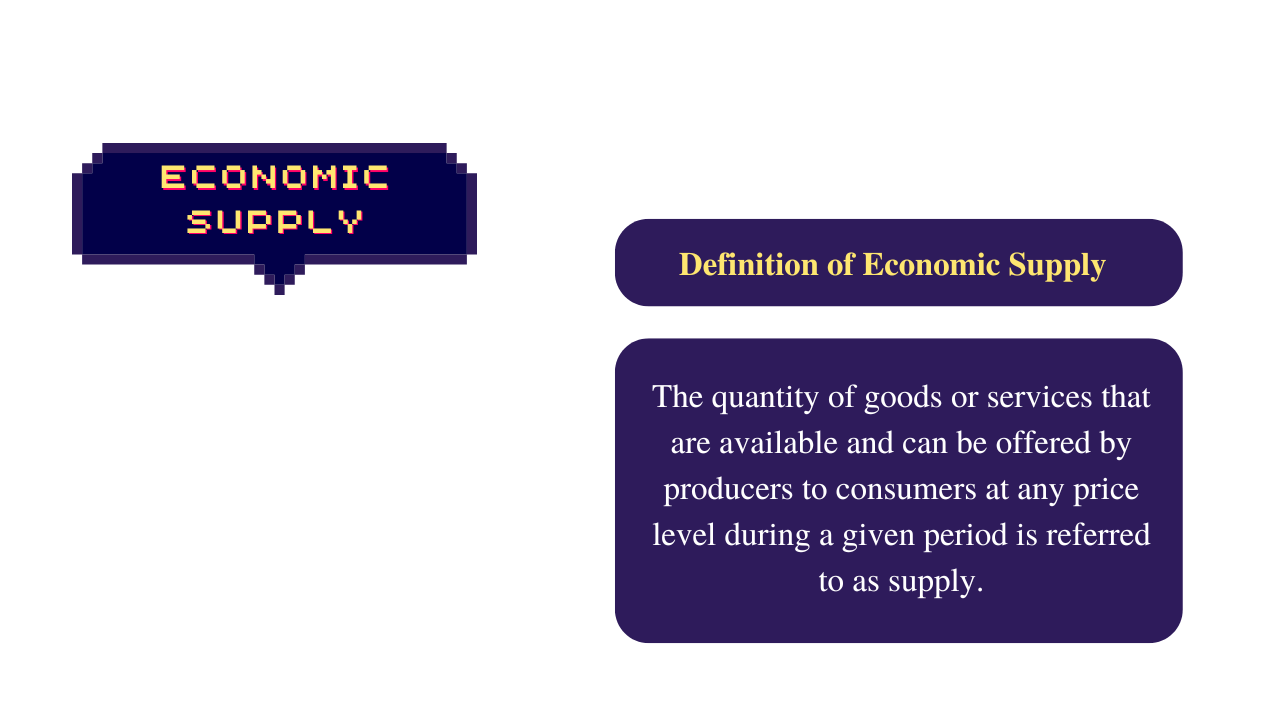 ECONOMIC
SUPPLY
Definition of Economic Supply
The quantity of goods or services that
are available and can be offered by
producers to consumers at any price
level during a given period is referred
to as supply.